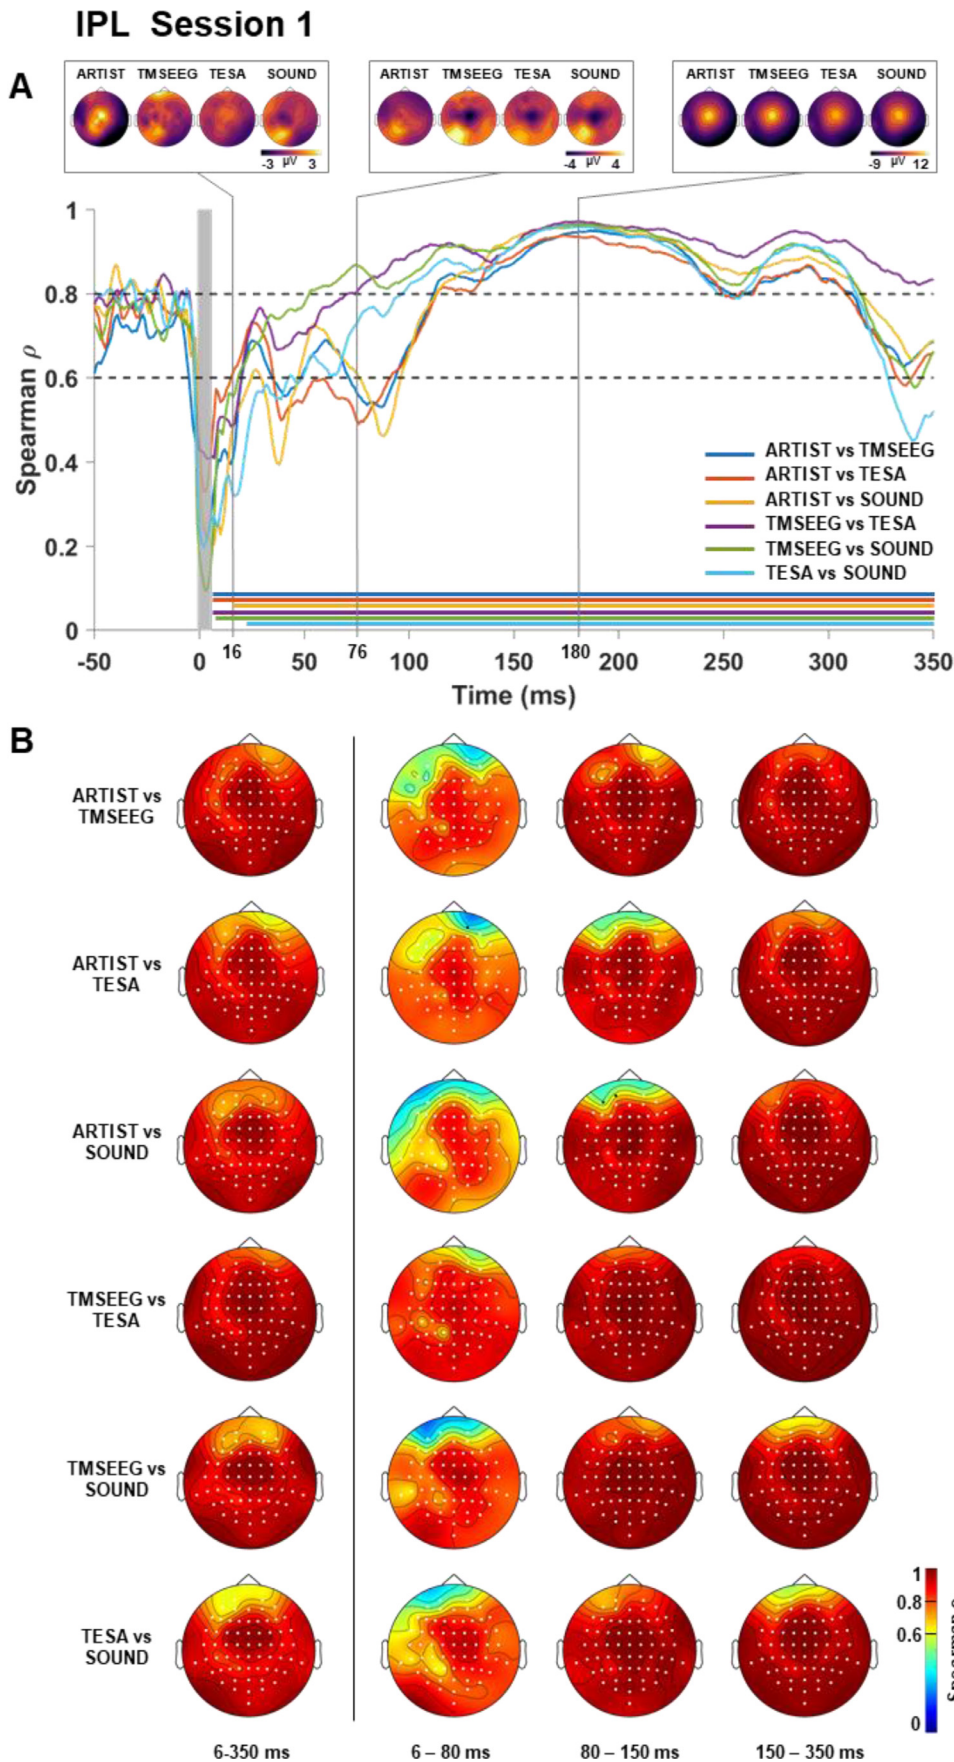 IPL Session 1
A
ARTIST TMSEEG TESA SOUND
-3 µV 3
ARTIST TMSEEG TESA SOUND
-4 µV 4
ARTIST TMSEEG TESA SOUND
-9 µV 12
1
0.8
0.6
0.4
0.2
0
Spearman ρ
ARTIST vs TMSEEG
ARTIST vs TESA
ARTIST vs SOUND
TMSEEG vs TESA
TMSEEG vs SOUND
TESA vs SOUND
-50 0 16 50 76 100 150 180 200 250 300 350
Time (ms)
B
ARTIST vs
TMSEEG
ARTIST vs
TESA
ARTIST vs
SOUND
TMSEEG vs
TESA
TMSEEG vs
SOUND
TESA vs
SOUND
1
0.8
0.6
0
6-350 ms 6 – 80 ms 80 – 150 ms 150 – 350 ms